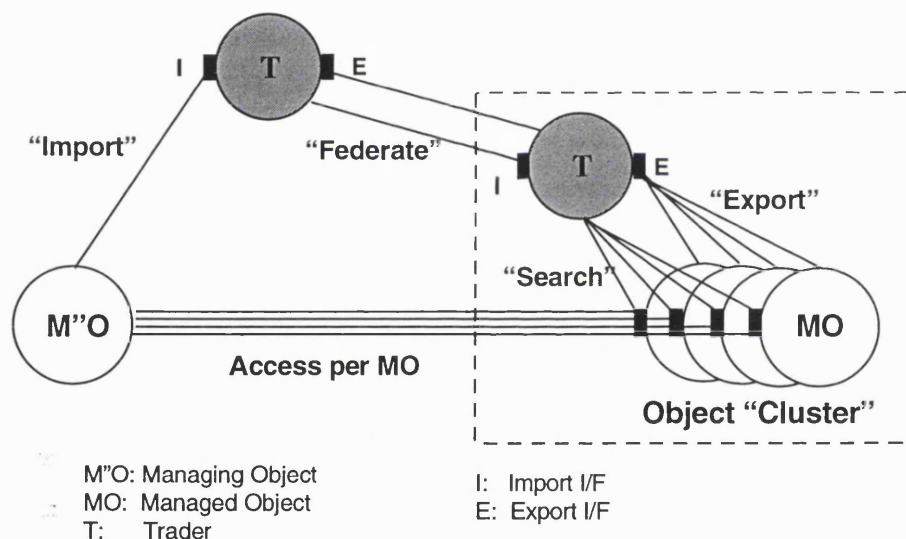 I
T
E
“Import”
“Federate”
T
I
E
“Export”
“Search”
M”O
MO
Access per MO
Object “Cluster”
M”O: Managing Object
MO: Managed Object
T: Trader
I: Import I/F
E: Export I/F